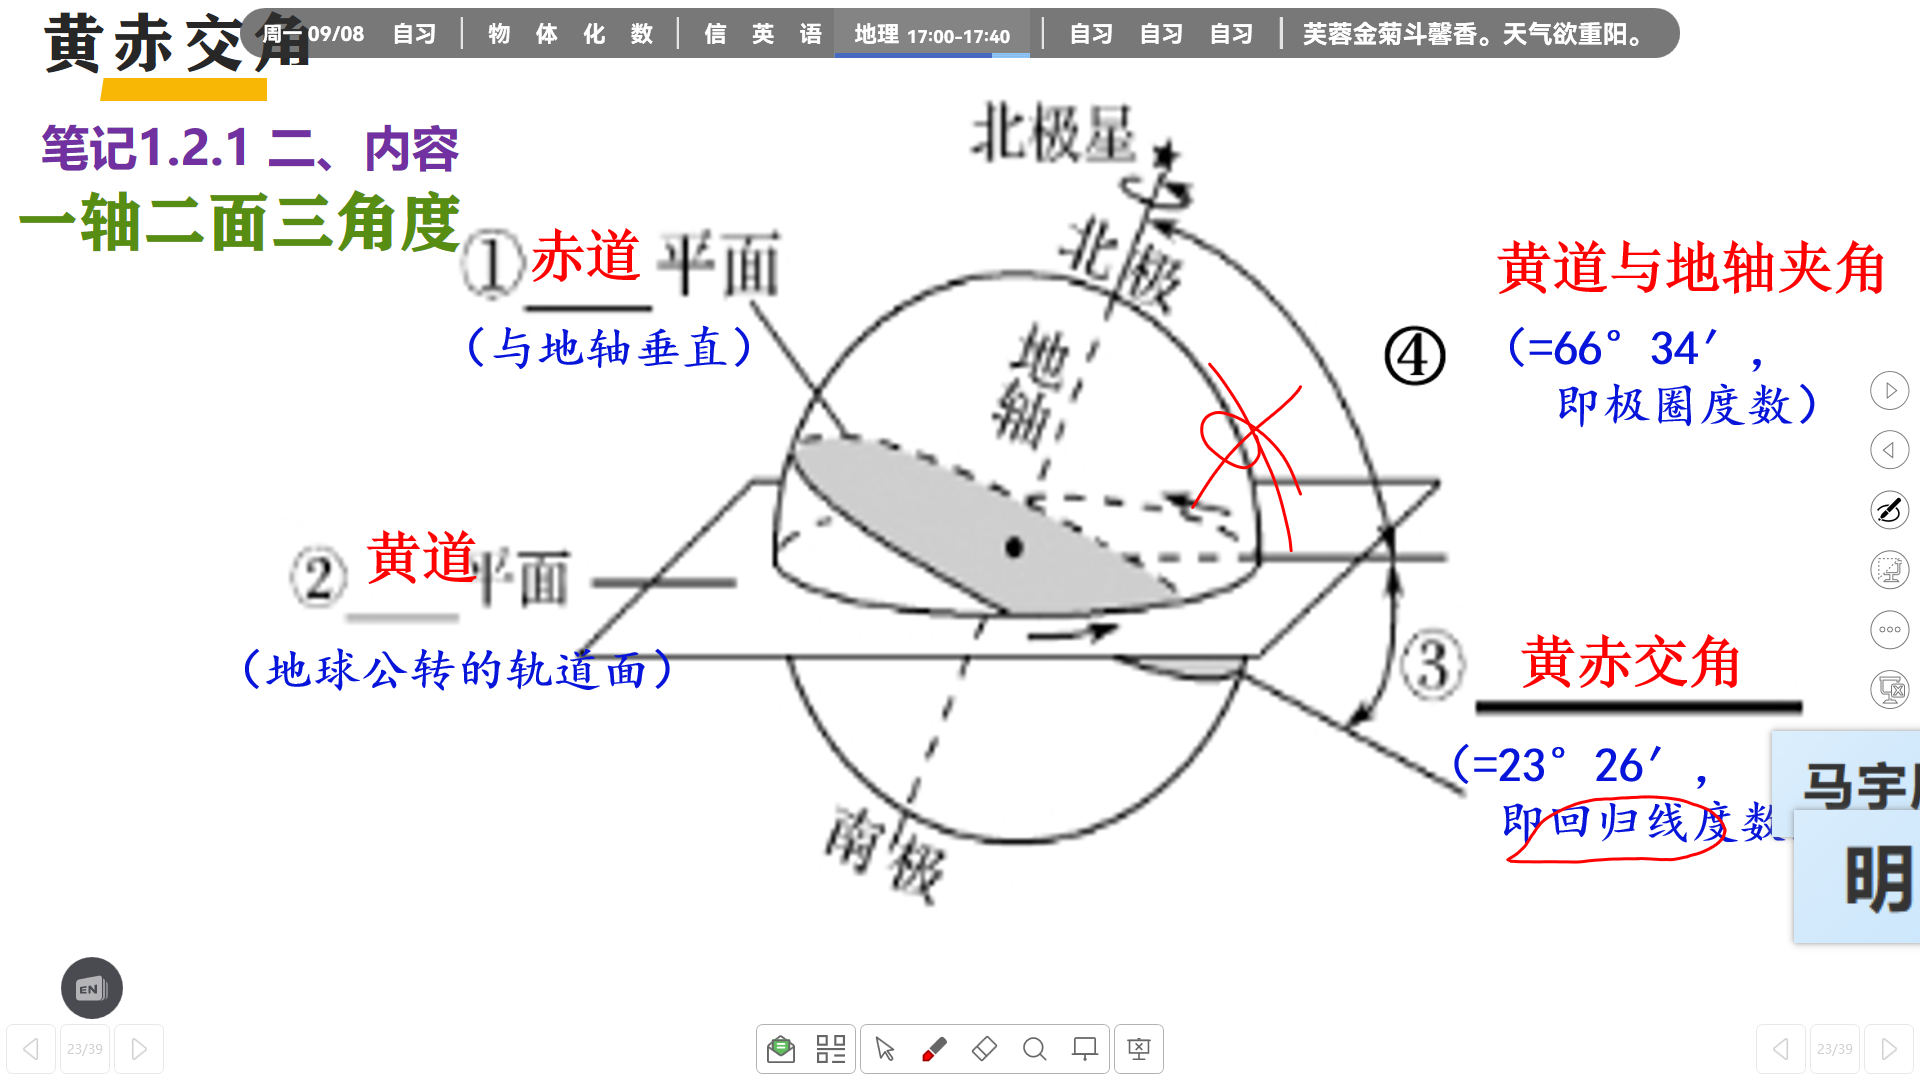 黄赤交角
周一 09/08 自习 物 体 化 数 信 英 语 地理 17:00-17:40 自习 自习 自习 芙蓉金菊斗馨香。天气欲重阳。
笔记1.2.1 二、内容
一轴二面三角度
北极星
北极
地轴
①赤道平面
（与地轴垂直）
黄道与地轴夹角
④
（=66°34′，
即极圈度数）
②黄道平面
（地球公转的轨道面）
③黄赤交角
（=23°26′，
即回归线度数
南极
马宇
明
EN
23/39
23/39